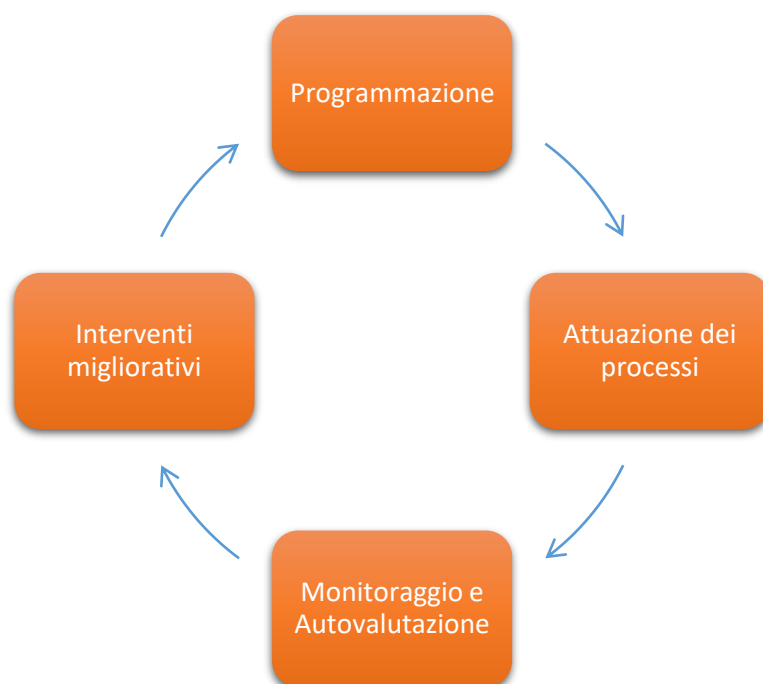 Programmazione
Attuazione dei
processi
Monitoraggio e
Autovalutazione
Interventi
migliorativi